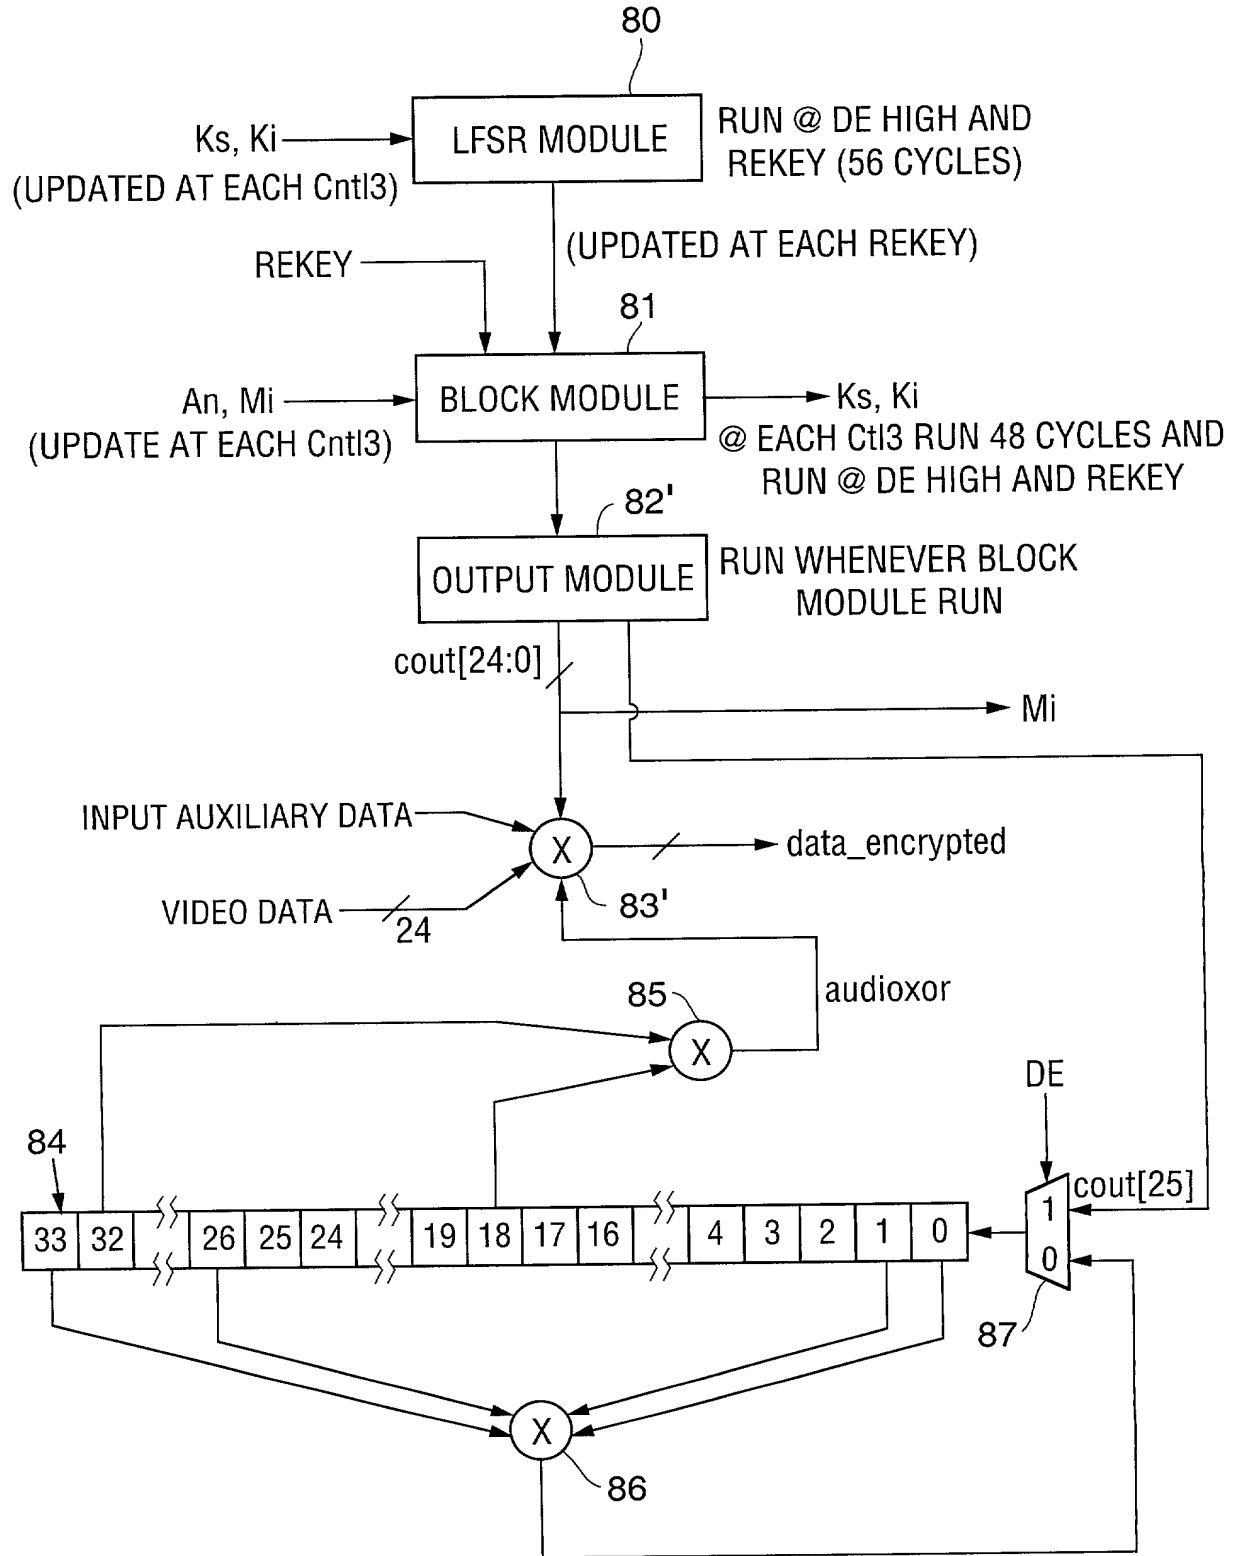 80
LFSR MODULE
RUN @ DE HIGH AND
REKEY (56 CYCLES)
Ks, Ki
(UPDATED AT EACH Cntl3)
(UPDATED AT EACH REKEY)
REKEY
81
BLOCK MODULE
An, Mi
(UPDATE AT EACH Cntl3)
Ks, Ki
@ EACH Ctl3 RUN 48 CYCLES AND
RUN @ DE HIGH AND REKEY
82'
OUTPUT MODULE
RUN WHENEVER BLOCK
MODULE RUN
cout[24:0]
Mi
INPUT AUXILIARY DATA
X
data_encrypted
VIDEO DATA
24
83'
audioxor
85
X
DE
84
cout[25]
33 32 26 25 24 19 18 17 16 4 3 2 1 0
1
0
87
X
86